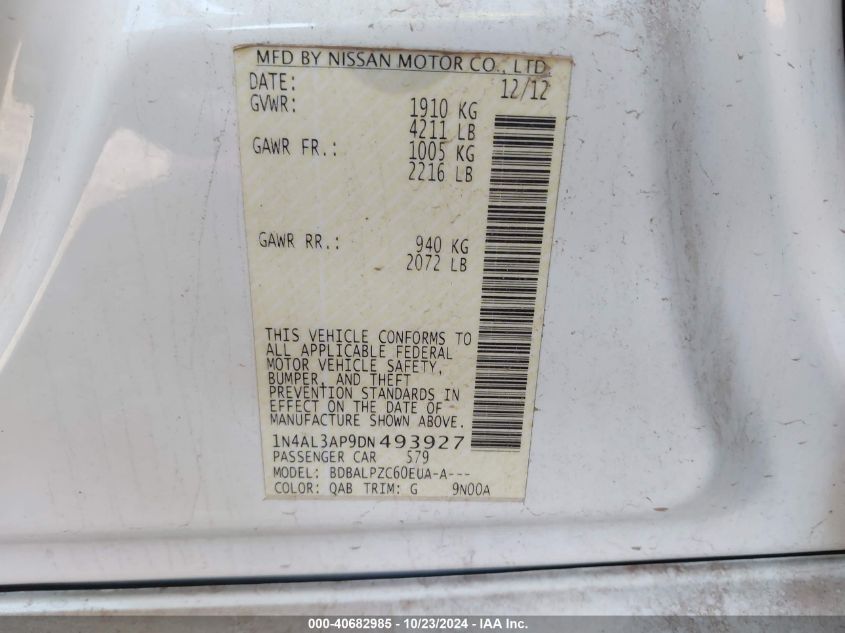 MFD BY NISSAN MOTOR CO., LTD.
DATE: 12/12
GVWR: 1910 KG
4211 LB
GAWR FR.: 1005 KG
2216 LB
GAWR RR.: 940 KG
2072 LB
THIS VEHICLE CONFORMS TO
ALL APPLICABLE FEDERAL
MOTOR VEHICLE SAFETY,
BUMPER, AND THEFT
PREVENTION STANDARDS IN
EFFECT ON THE DATE OF
MANUFACTURE SHOWN ABOVE.
1N4AL3AP9DN493927
PASSENGER CAR 579
MODEL: BDBALPZC60EUA-A---
COLOR: QAB TRIM: G 9N00A
000-40682985 | 10/23/2024 | © IAA Inc.